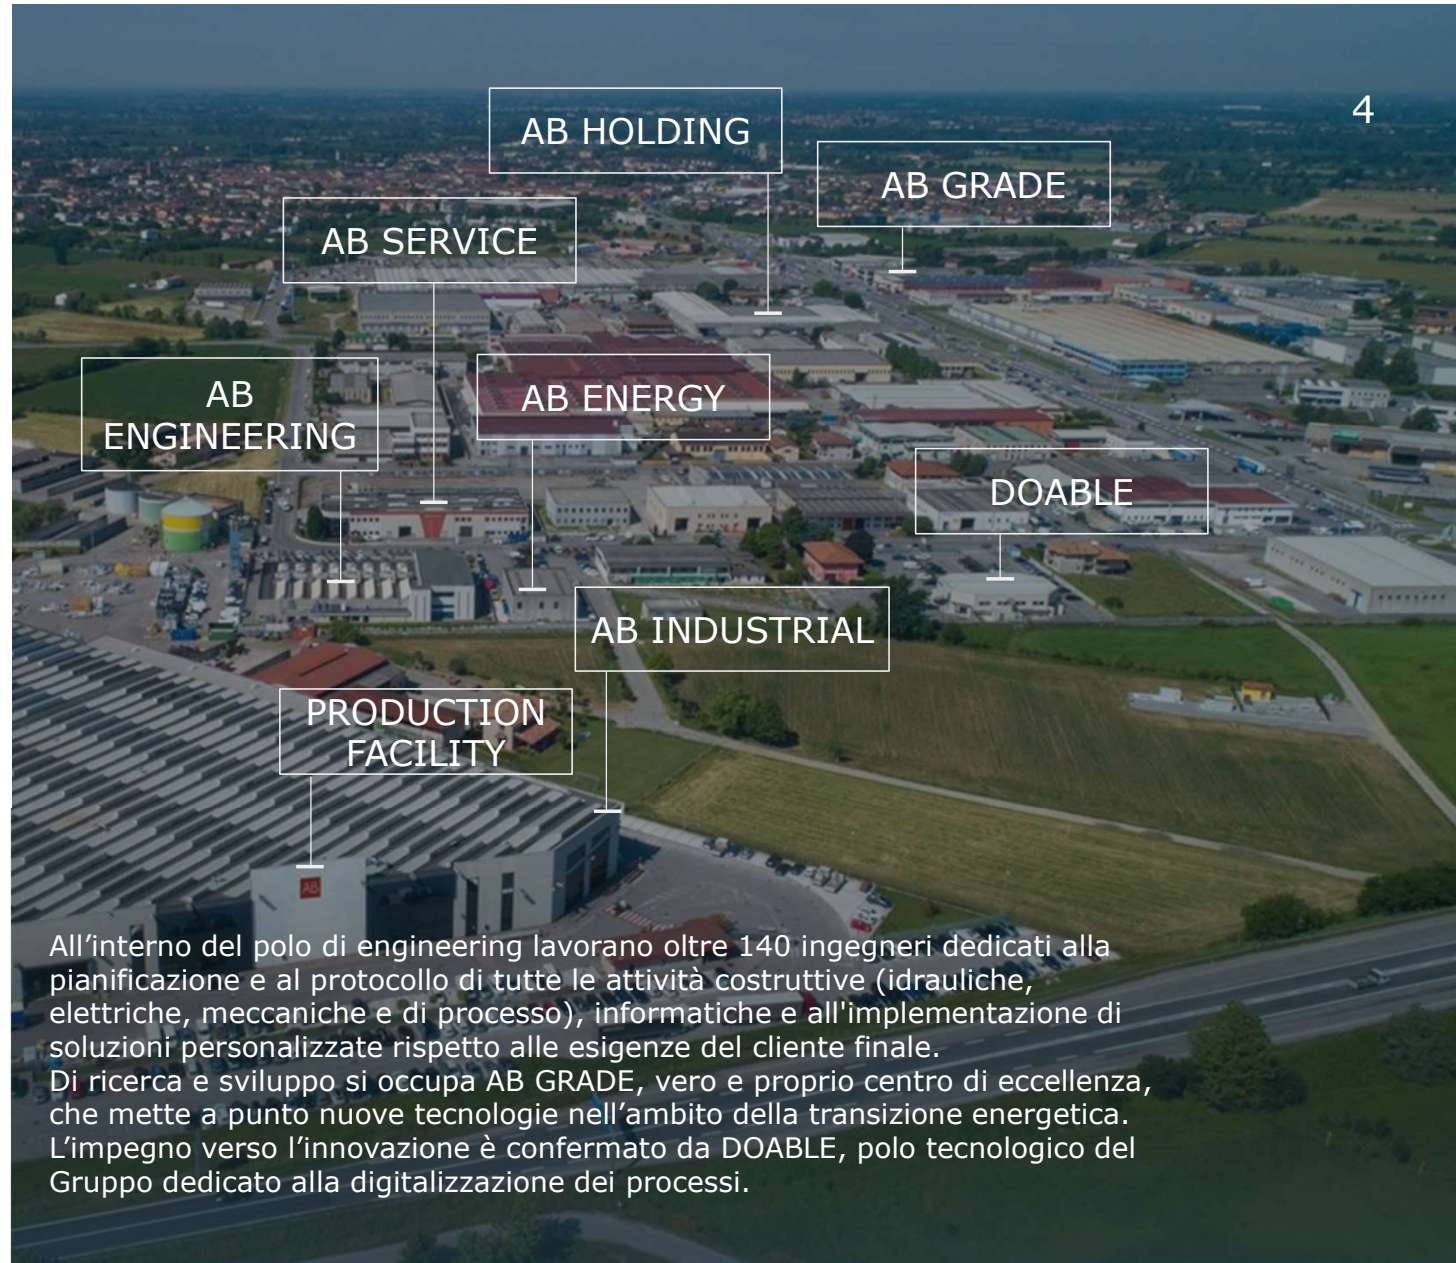 4
AB HOLDING
AB GRADE
AB SERVICE
AB
ENGINEERING
AB ENERGY
DOABLE
AB INDUSTRIAL
PRODUCTION
FACILITY
AB
All’interno del polo di engineering lavorano oltre 140 ingegneri dedicati alla
pianificazione e al protocollo di tutte le attività costruttive (idrauliche,
elettriche, meccaniche e di processo), informatiche e all'implementazione di
soluzioni personalizzate rispetto alle esigenze del cliente finale.
Di ricerca e sviluppo si occupa AB GRADE, vero e proprio centro di eccellenza,
che mette a punto nuove tecnologie nell’ambito della transizione energetica.
L’impegno verso l’innovazione è confermato da DOABLE, polo tecnologico del
Gruppo dedicato alla digitalizzazione dei processi.